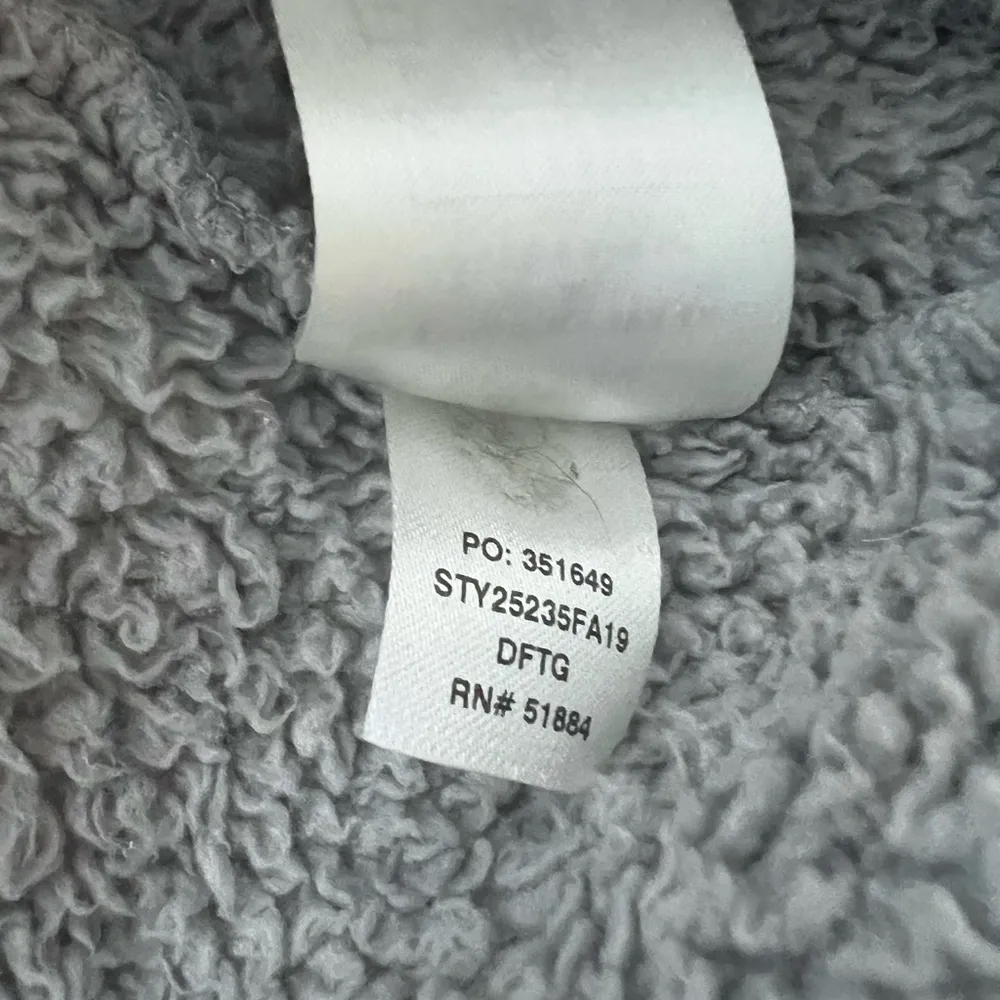 PO: 351649
STY25235FA19
DFTG
RN# 51884